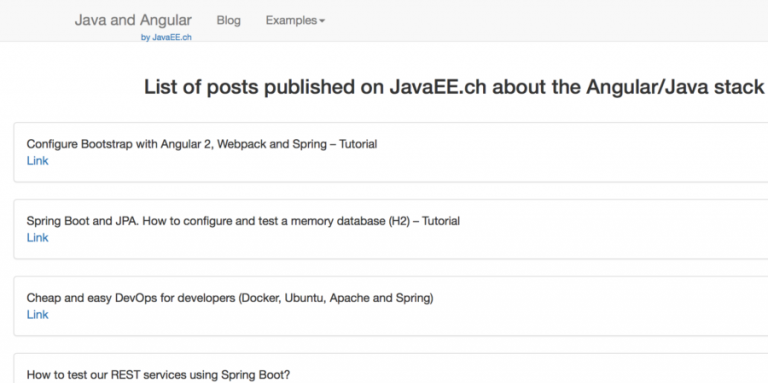 Java and Angular Blog Examples
by JavaEE.ch
List of posts published on JavaEE.ch about the Angular/Java stack
Configure Bootstrap with Angular 2, Webpack and Spring – Tutorial
Link
Spring Boot and JPA. How to configure and test a memory database (H2) – Tutorial
Link
Cheap and easy DevOps for developers (Docker, Ubuntu, Apache and Spring)
Link
How to test our REST services using Spring Boot?